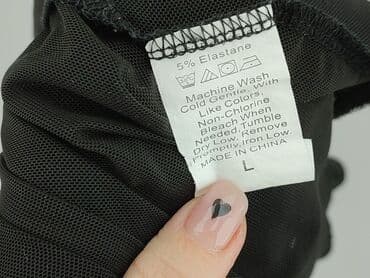 5% Elastane
Machine Wash
Cold Gentle, With
Like Colors,
Non-Chlorine
Bleach When
Needed Tumble
Dry Low, Remove
Promptly Iron Low.
MADE IN CHINA
L